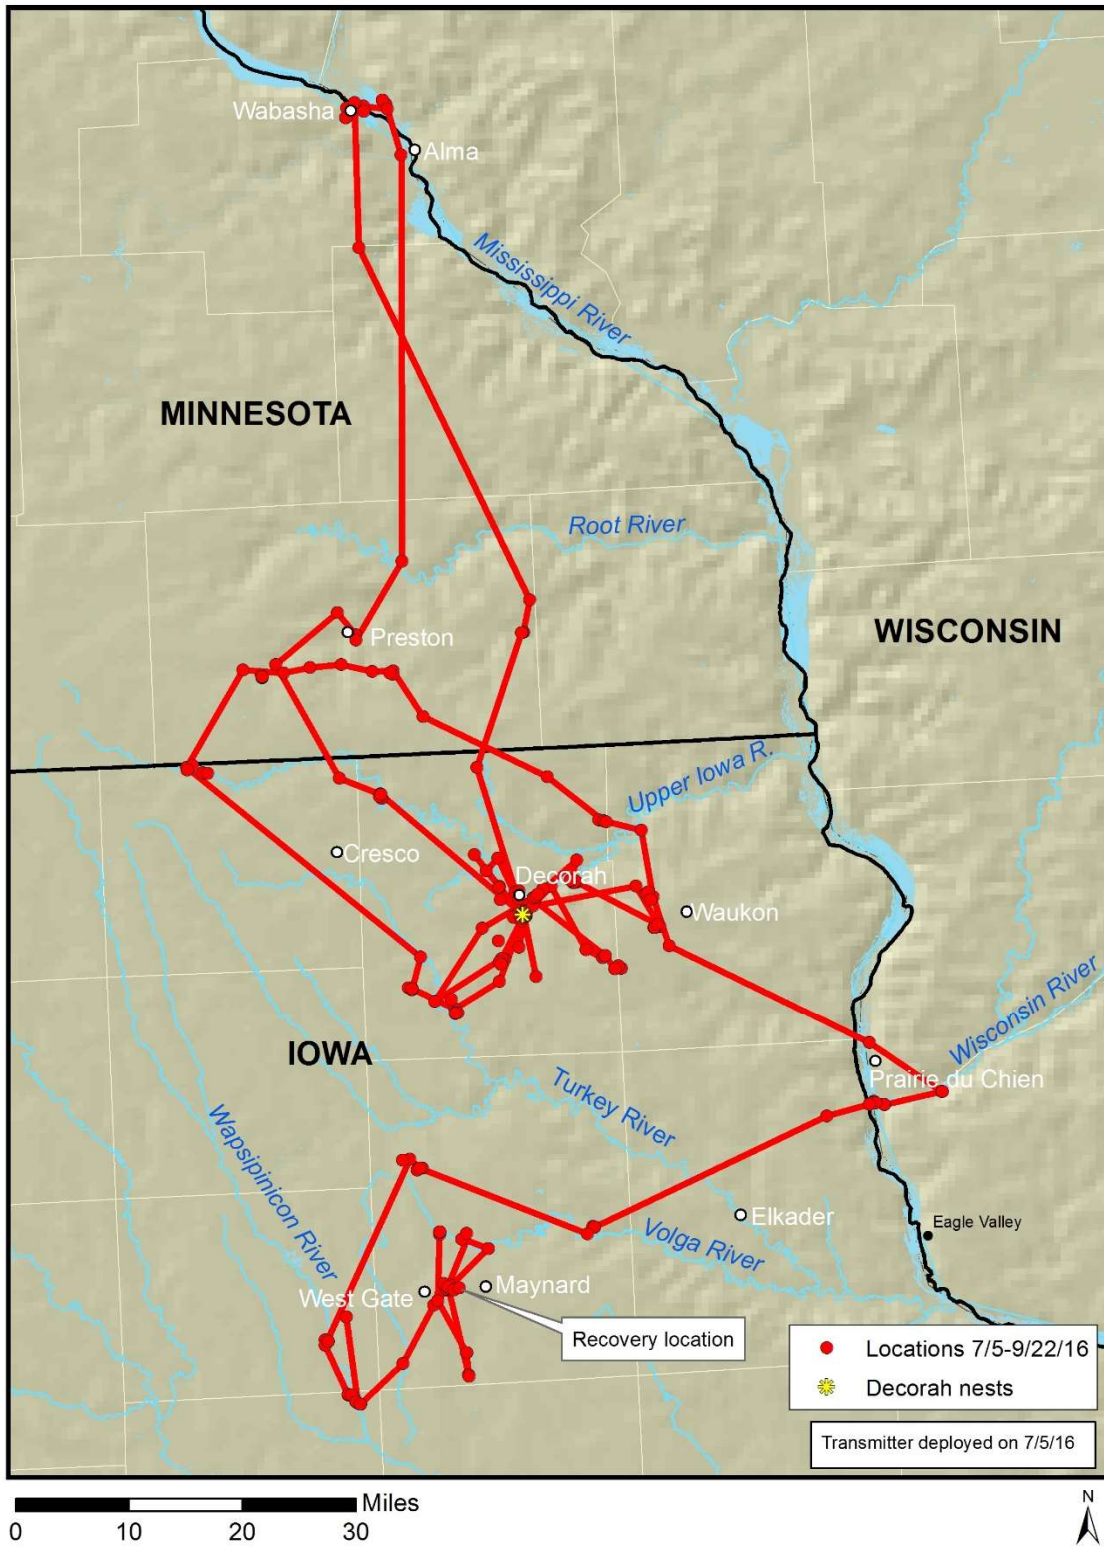 Wabasha
Alma
Mississippi River
MINNESOTA
Root River
WISCONSIN
Preston
Upper Iowa R.
Cresco
Decorah
Waukon
Wisconsin River
IOWA
Prairie du Chien
Turkey River
Wapsipinicon River
Elkader
Eagle Valley
Volga River
Maynard
West Gate
Recovery location
Locations 7/5-9/22/16
Decorah nests
Transmitter deployed on 7/5/16
Miles
0 10 20 30
N